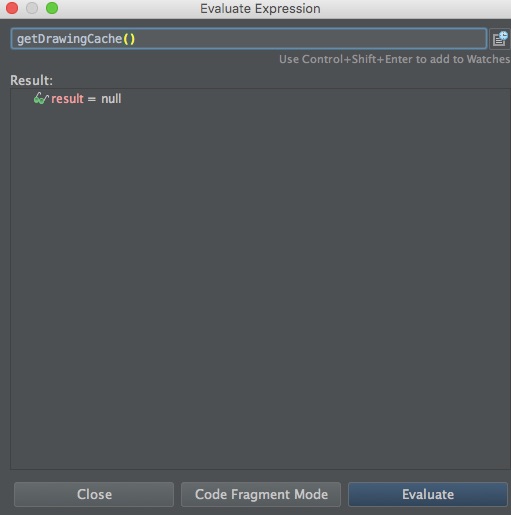 Evaluate Expression
getDrawingCache()
Use Control+Shift+Enter to add to Watches
Result:
result = null
Close
Code Fragment Mode
Evaluate